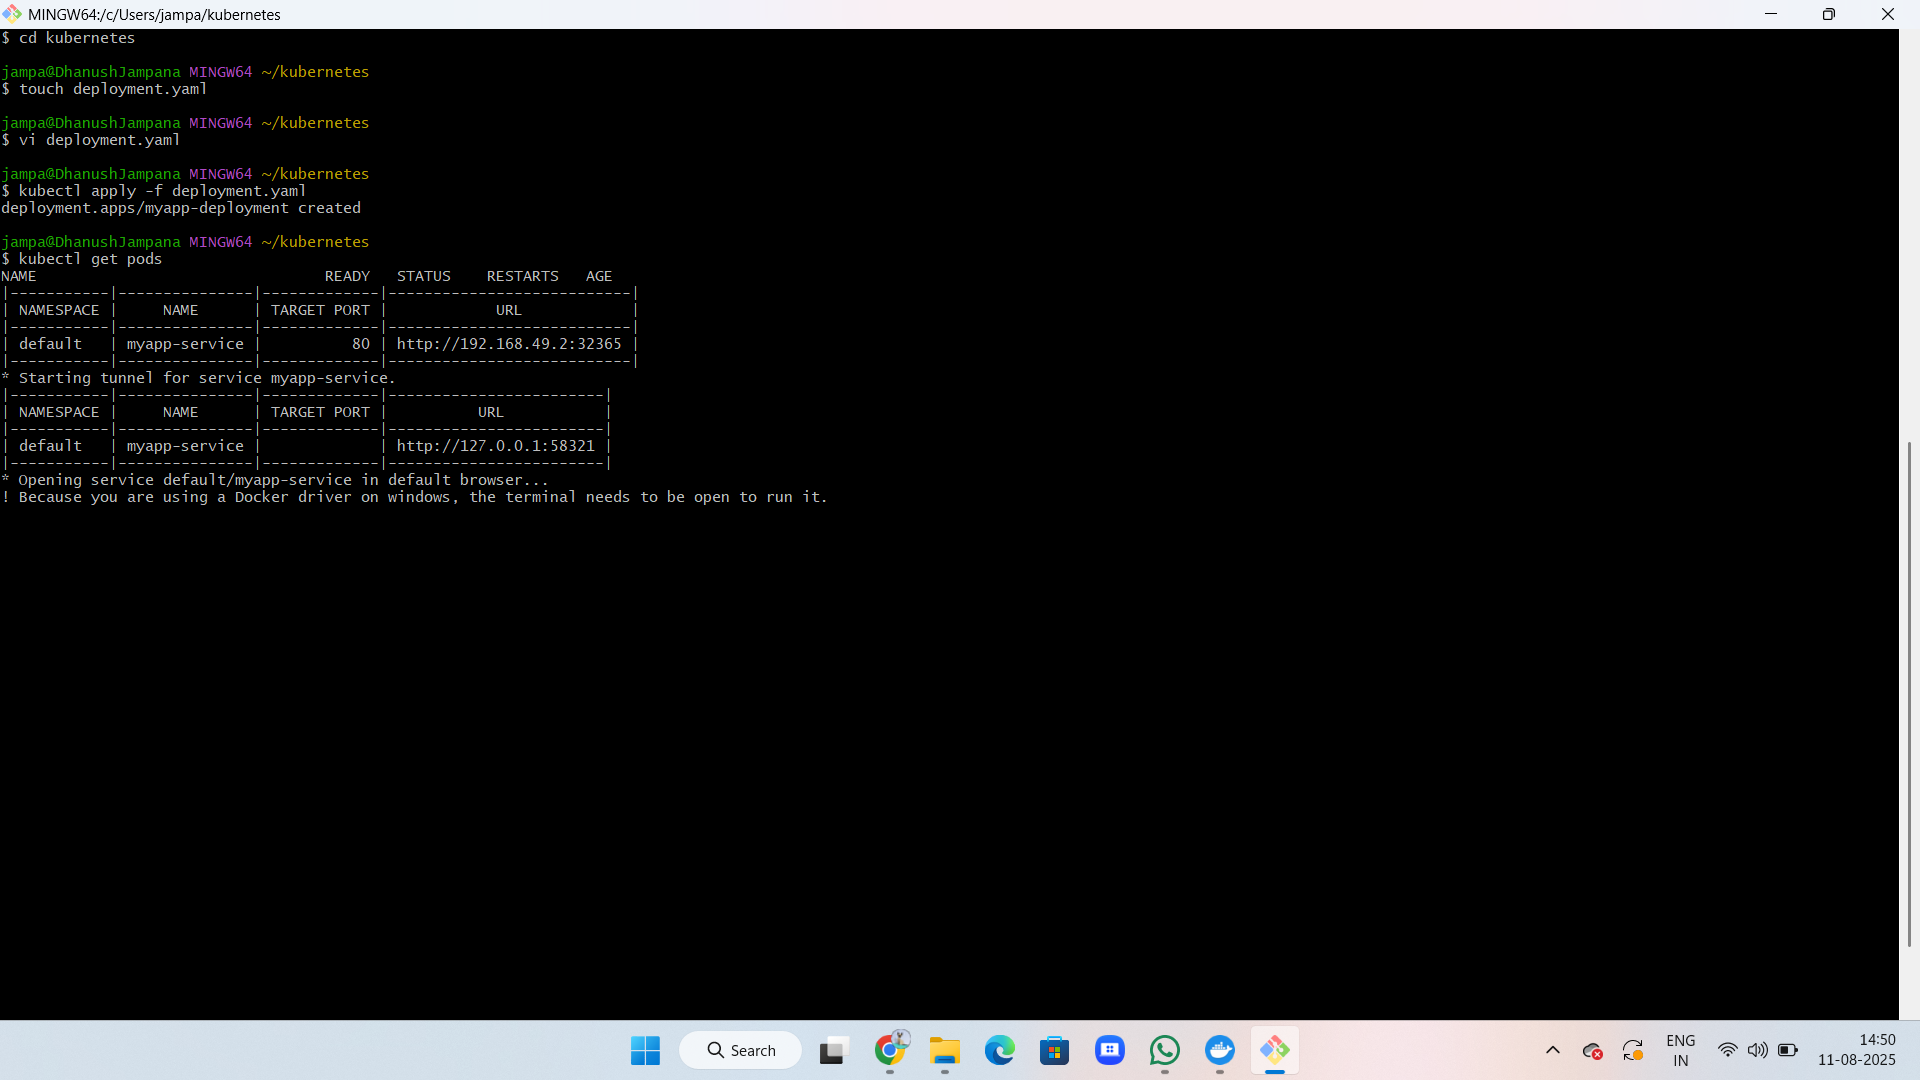 MINGW64:/c/Users/jampa/kubernetes
$ cd kubernetes
jampa@DhanushJampana MINGW64 ~/kubernetes
$ touch deployment.yaml
jampa@DhanushJampana MINGW64 ~/kubernetes
$ vi deployment.yaml
jampa@DhanushJampana MINGW64 ~/kubernetes
$ kubectl apply -f deployment.yaml
deployment.apps/myapp-deployment created
jampa@DhanushJampana MINGW64 ~/kubernetes
$ kubectl get pods
NAME READY STATUS RESTARTS AGE
|-----------|---------------|-------------|---------------------------|
| NAMESPACE | NAME | TARGET PORT | URL |
|-----------|---------------|-------------|---------------------------|
| default | myapp-service | 80 | http://192.168.49.2:32365 |
|-----------|---------------|-------------|---------------------------|
* Starting tunnel for service myapp-service.
|-----------|---------------|-------------|------------------------|
| NAMESPACE | NAME | TARGET PORT | URL |
|-----------|---------------|-------------|------------------------|
| default | myapp-service | | http://127.0.0.1:58321 |
|-----------|---------------|-------------|------------------------|
* Opening service default/myapp-service in default browser...
! Because you are using a Docker driver on windows, the terminal needs to be open to run it.
Search
ENG
IN
14:50
11-08-2025